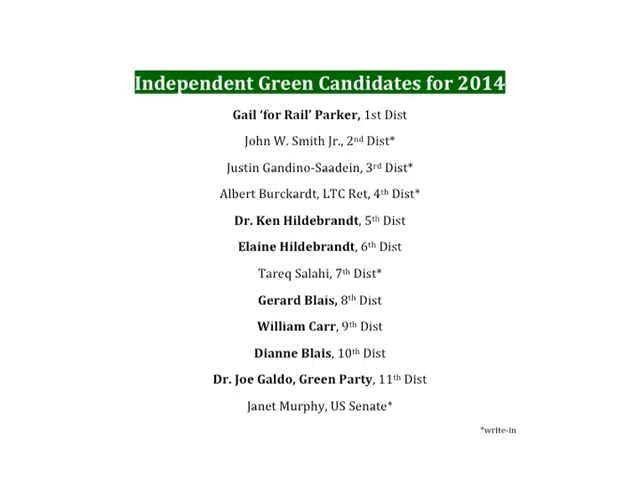 Independent Green Candidates for 2014
Gail ‘for Rail’ Parker, 1st Dist
John W. Smith Jr., 2nd Dist*
Justin Gandino-Saadein, 3rd Dist*
Albert Burckardt, LTC Ret, 4th Dist*
Dr. Ken Hildebrandt, 5th Dist
Elaine Hildebrandt, 6th Dist
Tareq Salahi, 7th Dist*
Gerard Blais, 8th Dist
William Carr, 9th Dist
Dianne Blais, 10th Dist
Dr. Joe Galdo, Green Party, 11th Dist
Janet Murphy, US Senate*
*write-in